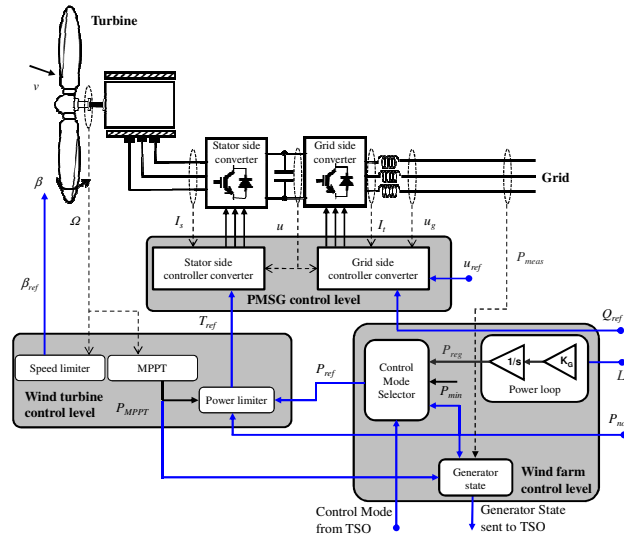 Turbine
v
Stator side
converter
Grid side
converter
Grid
β
Ω
I_s
u
I_t
u_g
P_meas
Stator side
controller converter
Grid side
controller converter
u_ref
PMSG control level
β_ref
T_ref
Q_ref
Speed limiter
MPPT
Wind turbine
control level
P_MPPT
Power limiter
P_ref
Control
Mode
Selector
P_reg
P_min
1/s
K_G
Power loop
Generator
state
Wind farm
control level
Control Mode
from TSO
Generator State
sent to TSO